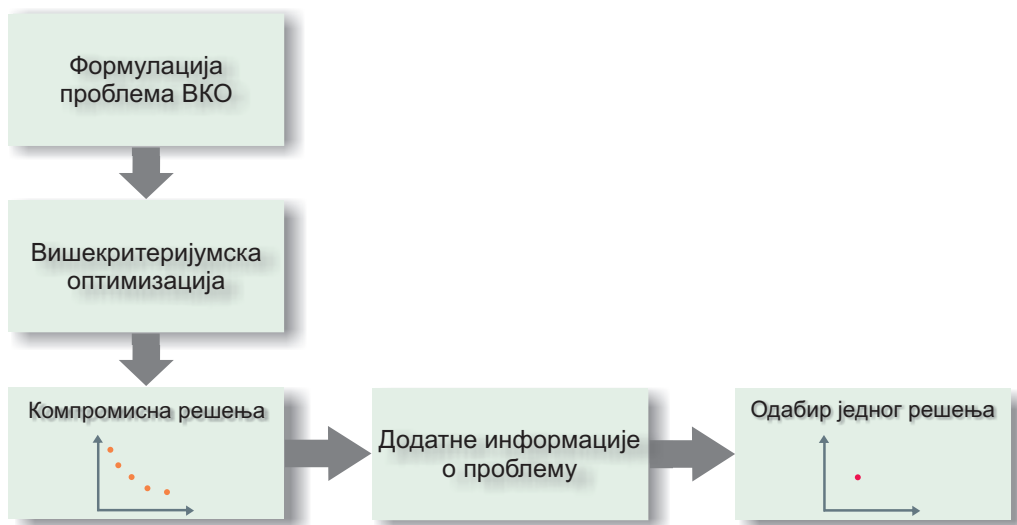 Формулација
проблема ВКО
Вишекритеријумска
оптимизација
Компромисна решења
Додатне информације
о проблему
Одабир једног решења